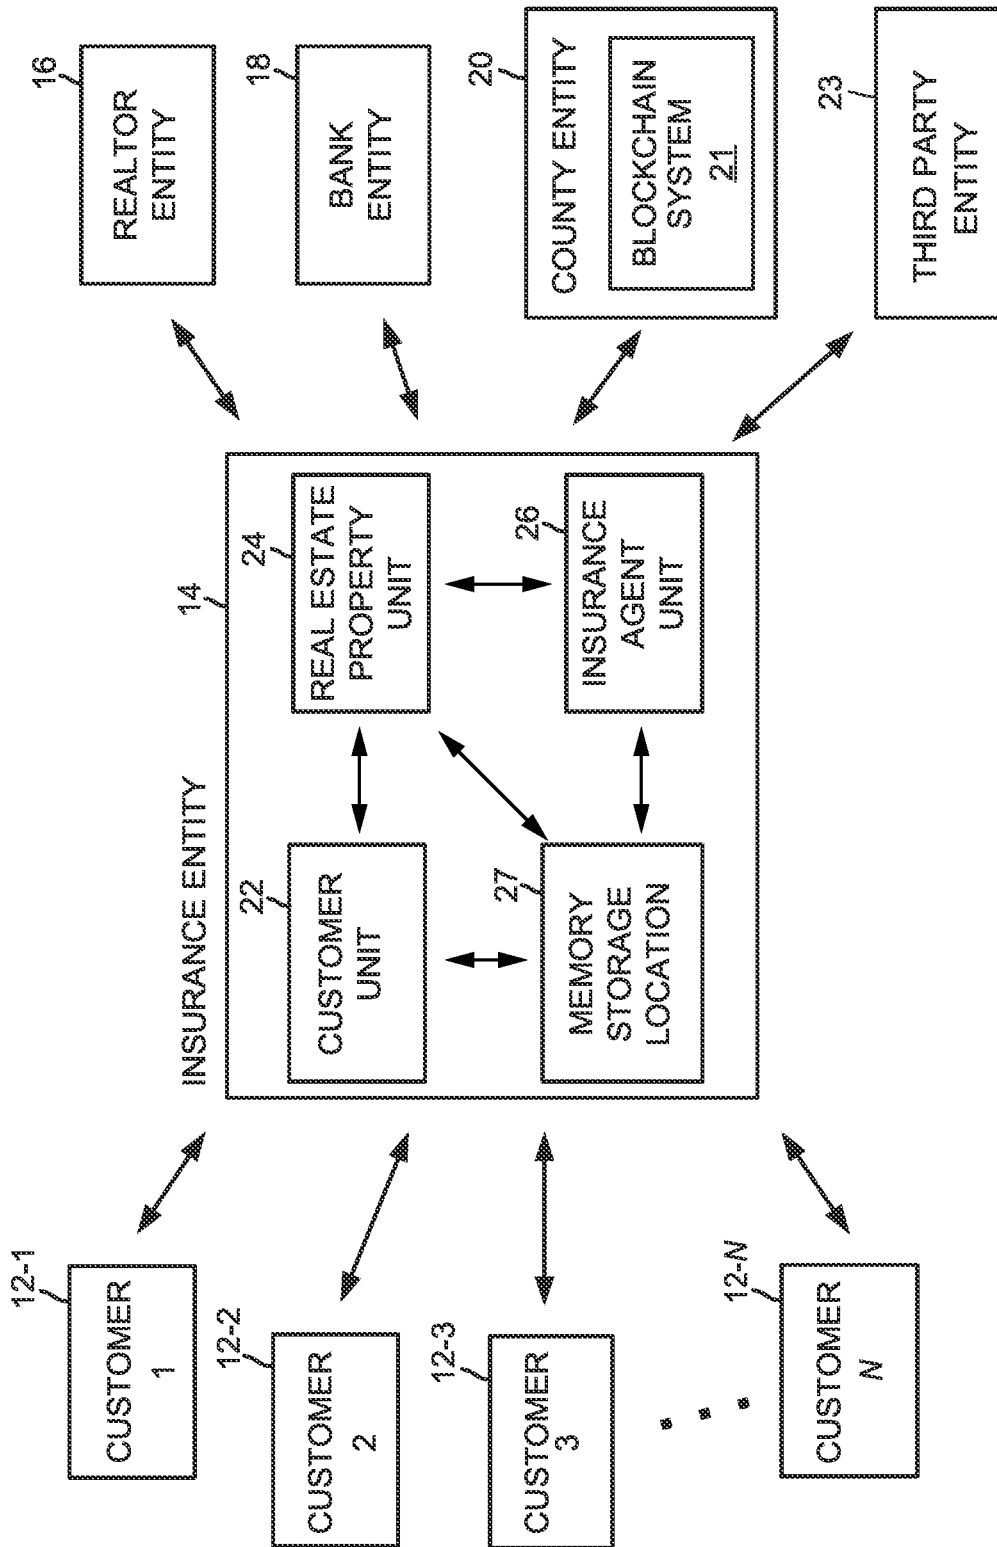 12-1
CUSTOMER
1
12-2
CUSTOMER
2
12-3
CUSTOMER
3
12-N
CUSTOMER
N
INSURANCE ENTITY
14
22
CUSTOMER
UNIT
24
REAL ESTATE
PROPERTY
UNIT
27
MEMORY
STORAGE
LOCATION
26
INSURANCE
AGENT
UNIT
16
REALTOR
ENTITY
18
BANK
ENTITY
20
COUNTY ENTITY
BLOCKCHAIN
SYSTEM
21
23
THIRD PARTY
ENTITY